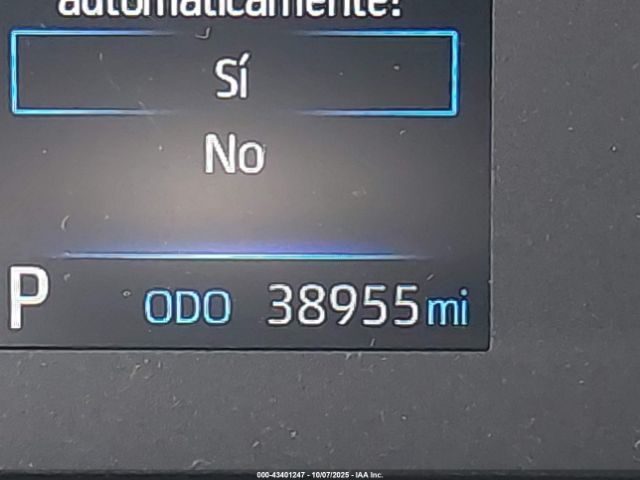 automáticamente?
Sí
No
P ODO 38955 mi
000-43401247 - 10/07/2025 - IAA Inc.